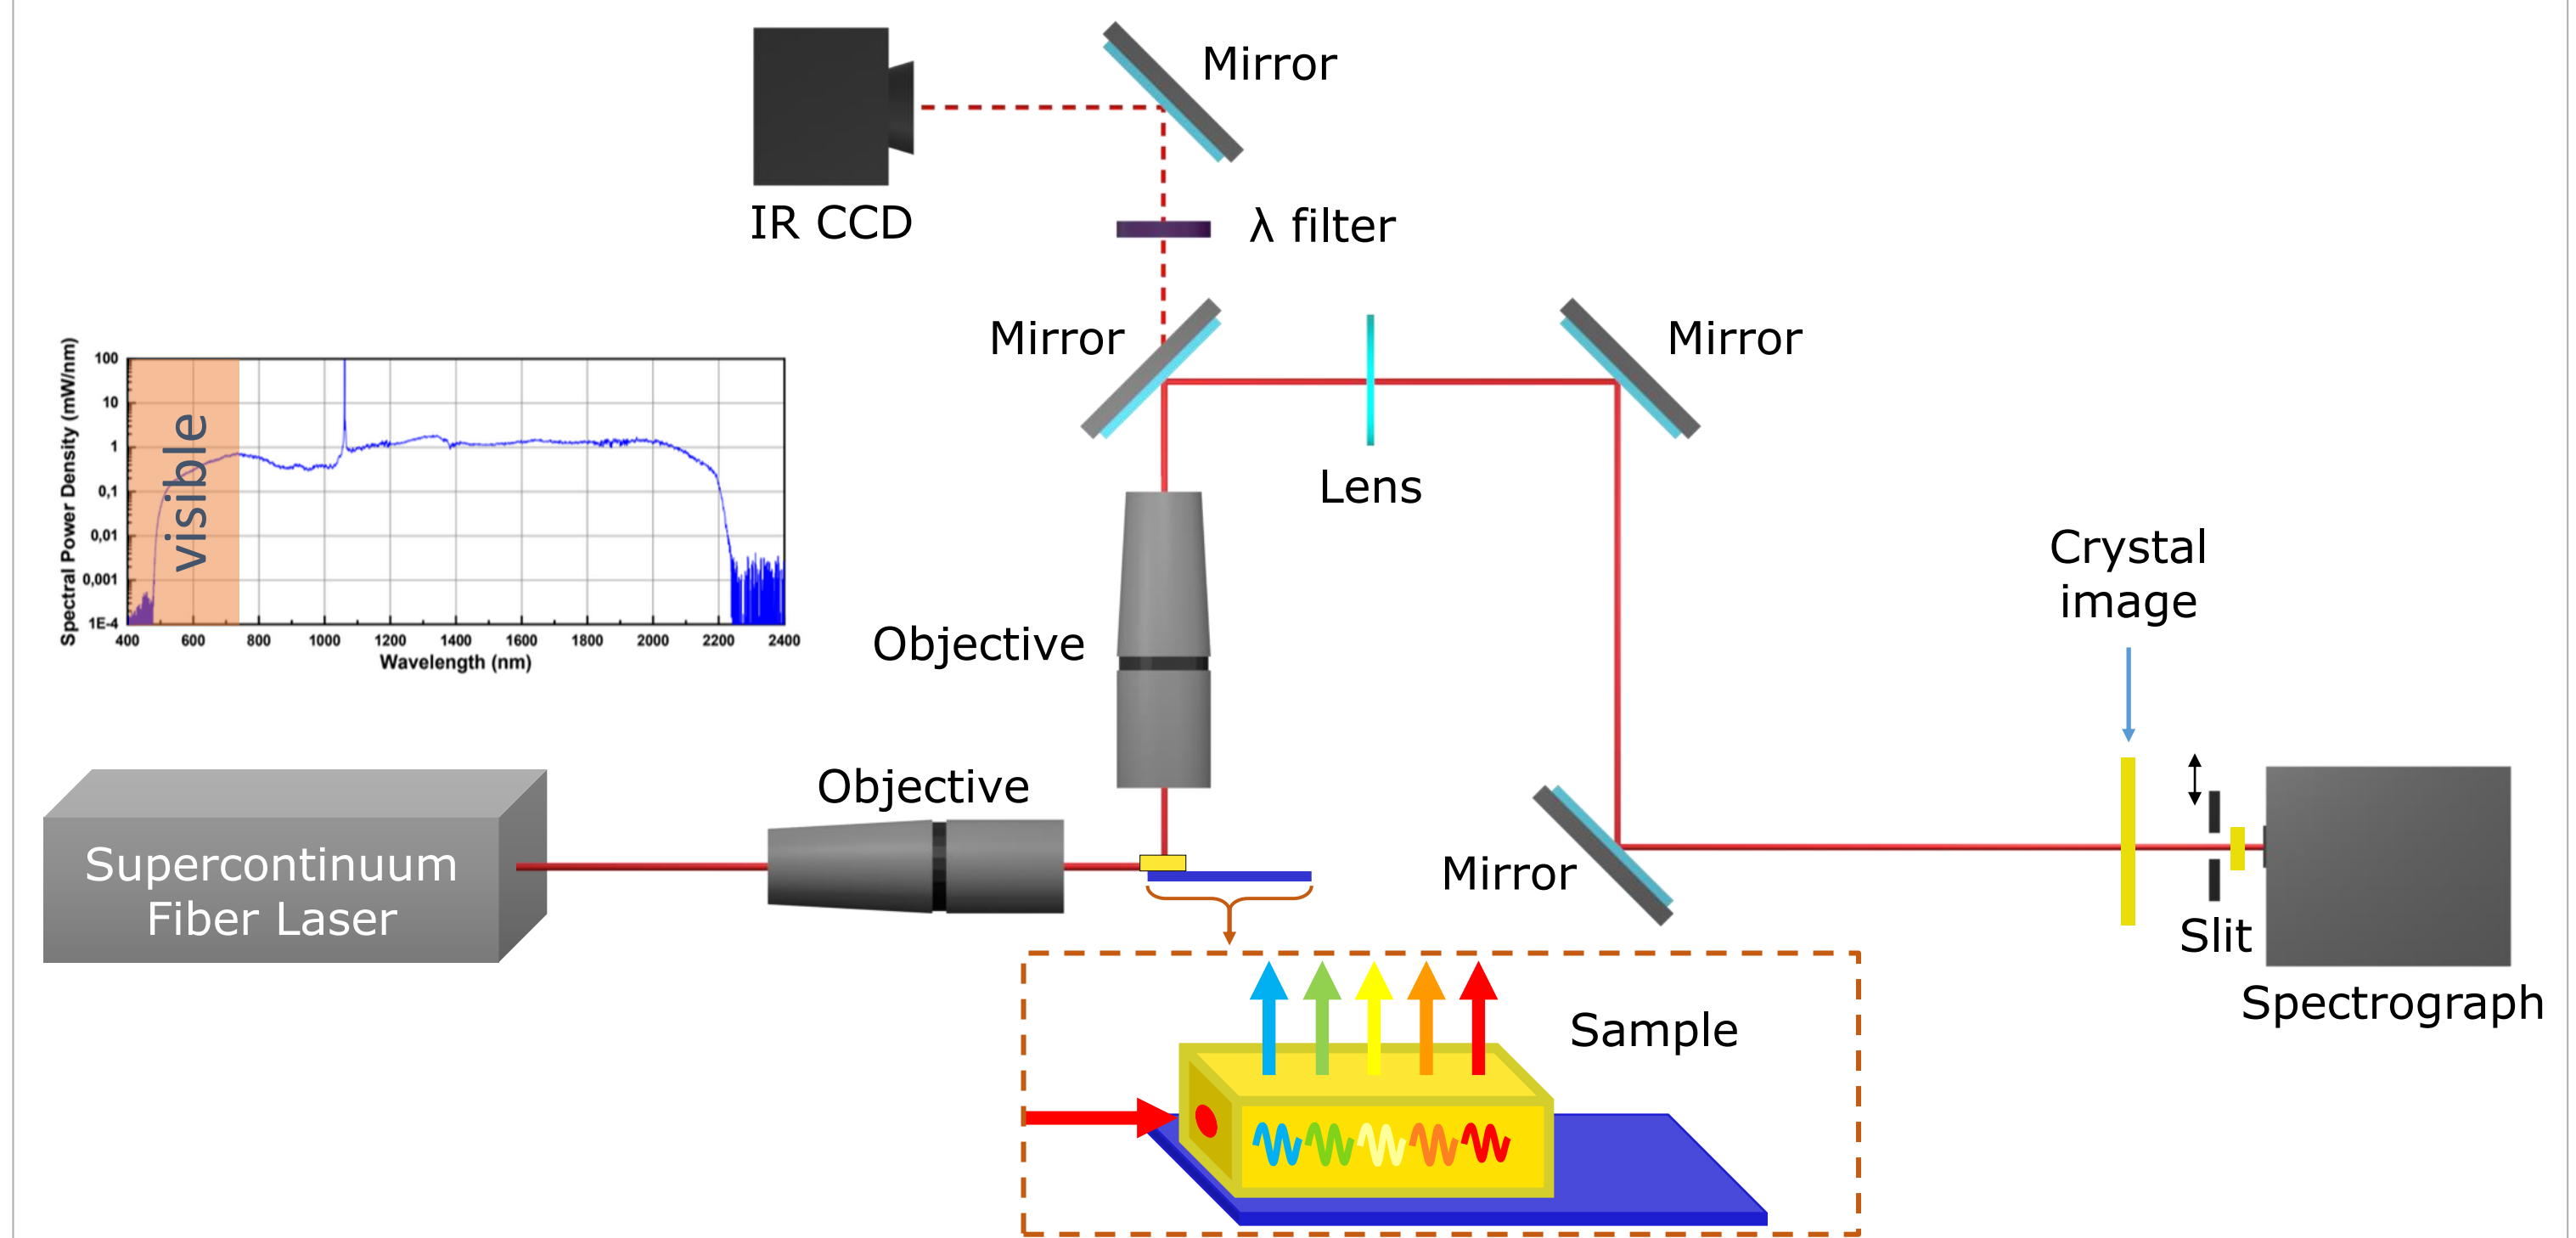 Mirror
IR CCD
λ filter
Mirror
Mirror
Lens
Spectral Power Density (mW/nm)
100
10
1
0,1
0,01
0,001
1E-4
visible
400 600 800 1000 1200 1400 1600 1800 2000 2200 2400
Wavelength (nm)
Crystal
image
Objective
Objective
Supercontinuum
Fiber Laser
Mirror
Slit
Spectrograph
Sample